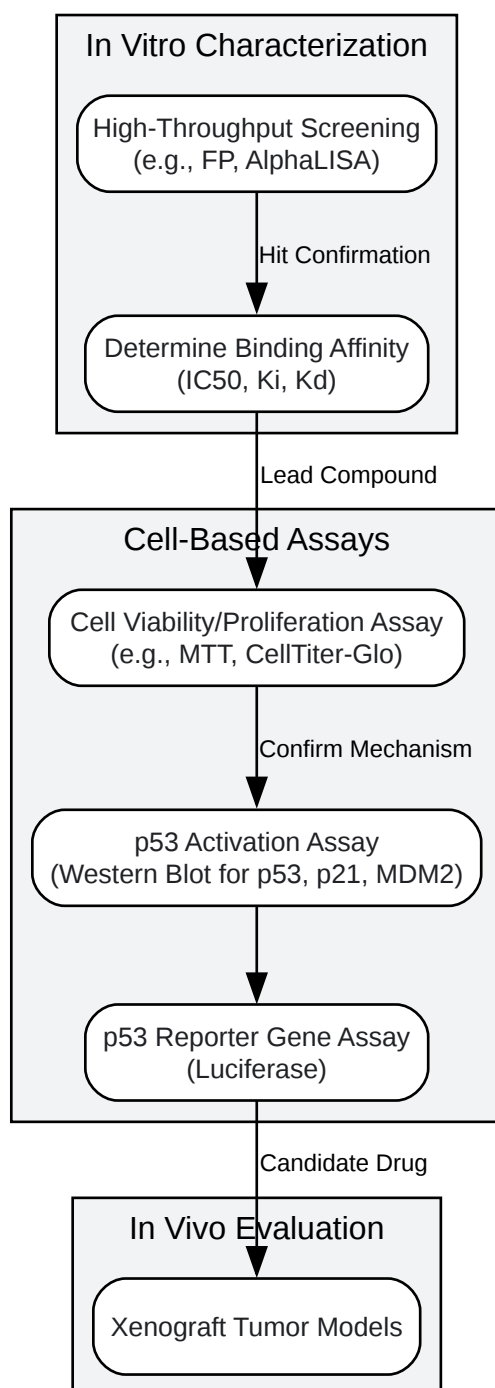 In Vitro Characterization
High-Throughput Screening
(e.g., FP, AlphaLISA)
Hit Confirmation
Determine Binding Affinity
(IC50, Ki, Kd)
Lead Compound
Cell-Based Assays
Cell Viability/Proliferation Assay
(e.g., MTT, CellTiter-Glo)
Confirm Mechanism
p53 Activation Assay
(Western Blot for p53, p21, MDM2)
p53 Reporter Gene Assay
(Luciferase)
Candidate Drug
In Vivo Evaluation
Xenograft Tumor Models